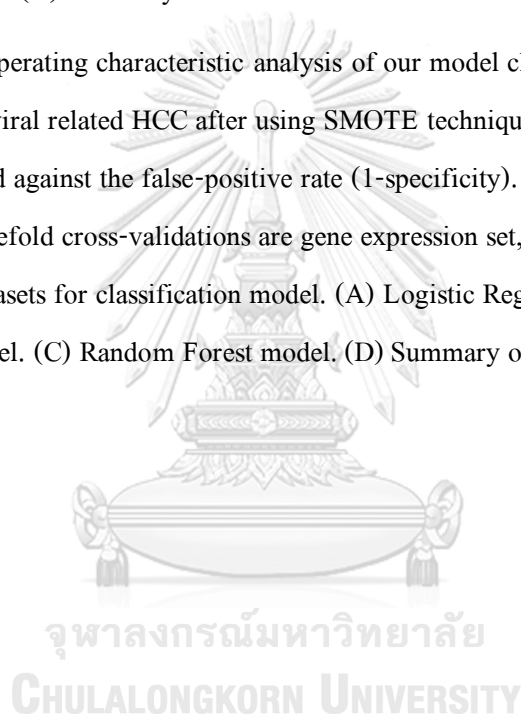 perating characteristic analysis of our model cl
viral related HCC after using SMOTE techniqu
d against the false-positive rate (1-specificity).
efold cross-validations are gene expression set,
asets for classification model. (A) Logistic Reg
el. (C) Random Forest model. (D) Summary o
จุฬาลงกรณ์มหาวิทยาลัย
CHULALONGKORN UNIVERSITY